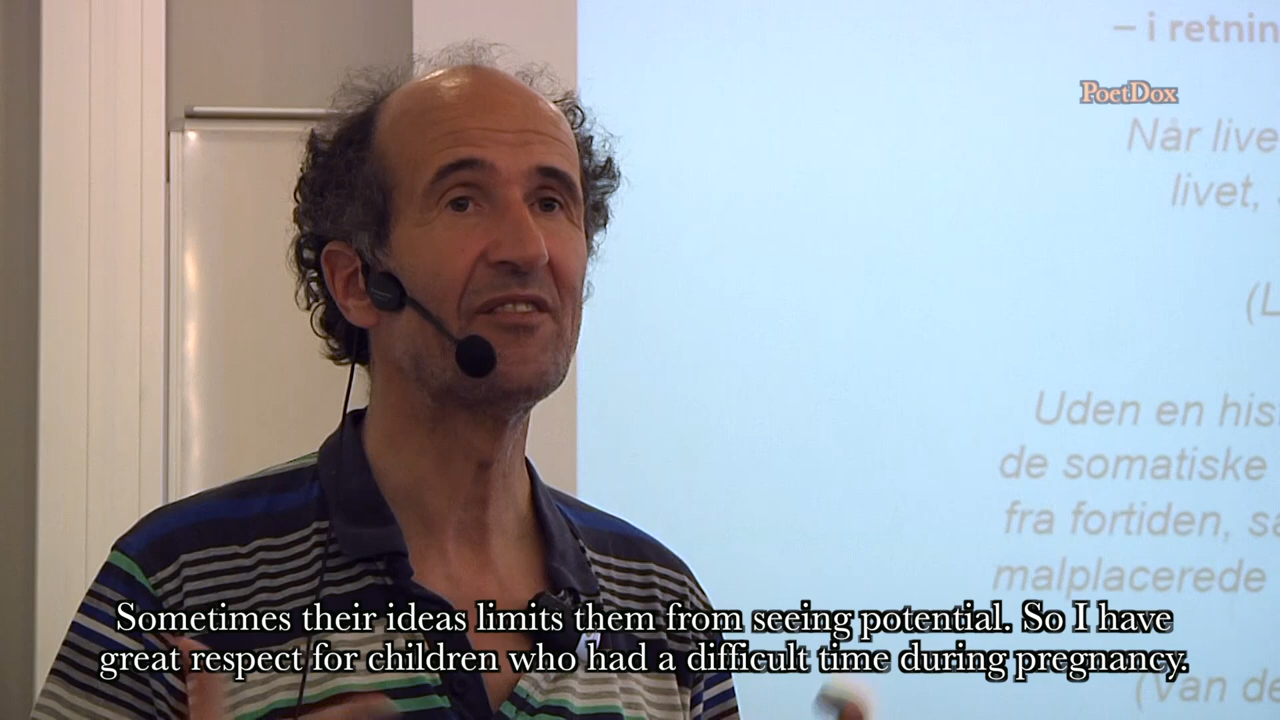 – i retnin
PoetDox
Når live
livet,
(L
Uden en his
de somatiske
fra fortiden, sa
malplacerede
Sometimes their ideas limits them from seeing potential. So I have
great respect for children who had a difficult time during pregnancy.
(Van de